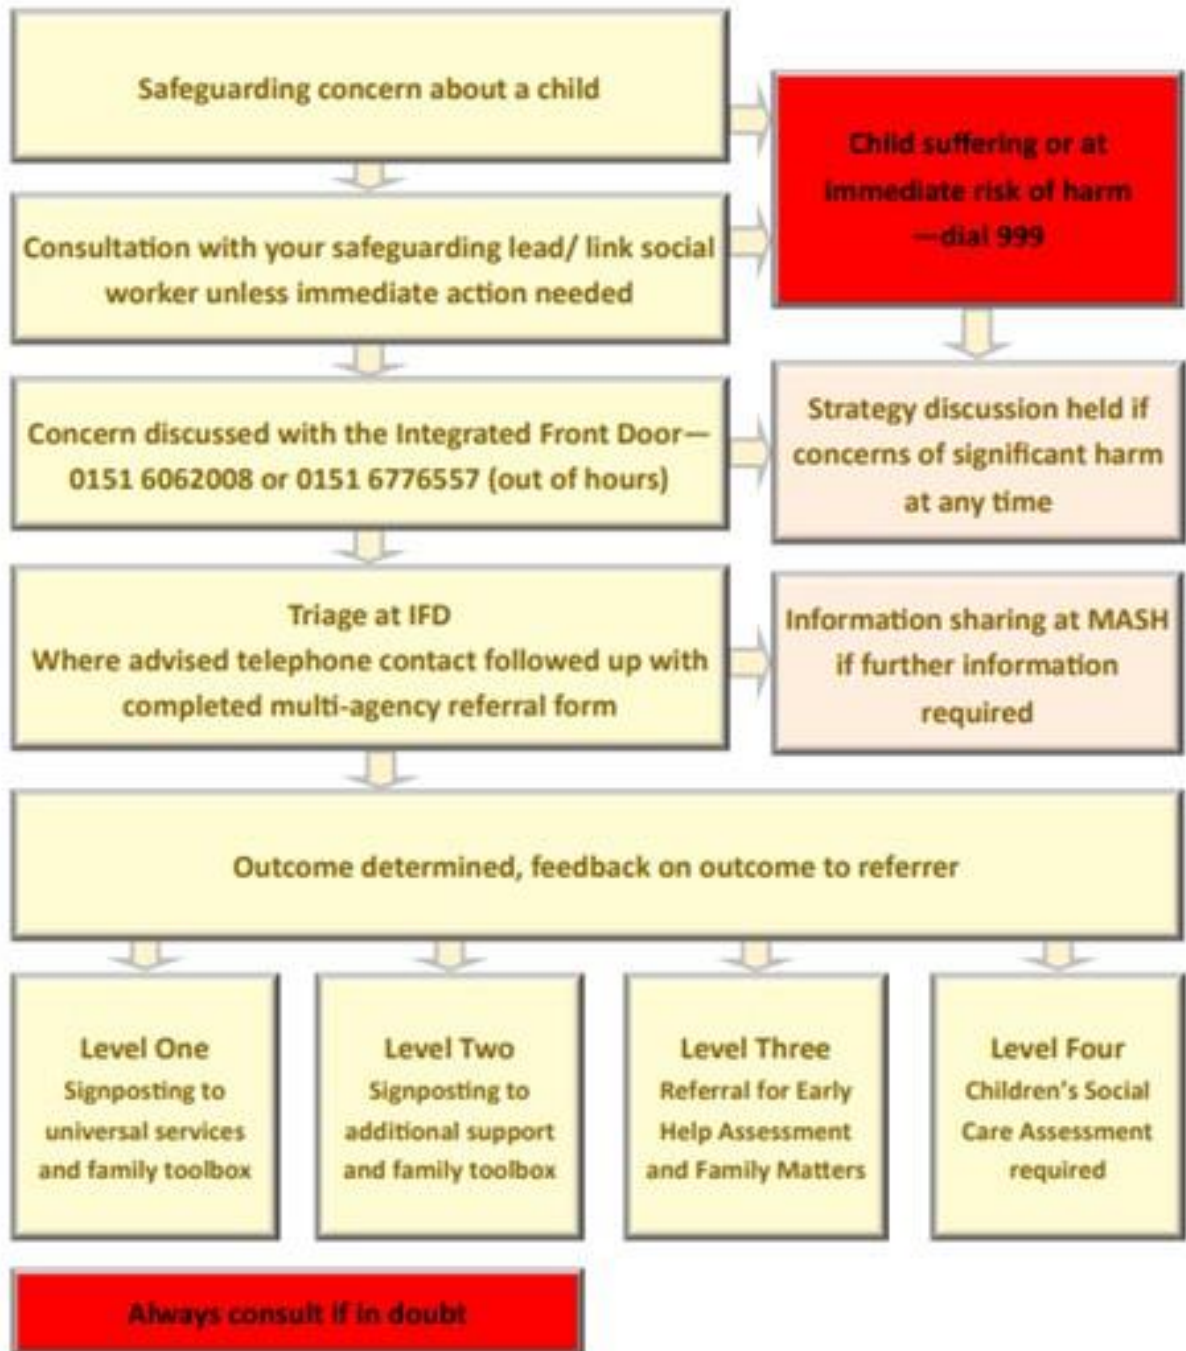 Safeguarding concern about a child
Child suffering or at
immediate risk of harm
—dial 999
Consultation with your safeguarding lead/ link social
worker unless immediate action needed
Concern discussed with the Integrated Front Door—
0151 6062008 or 0151 6776557 (out of hours)
Strategy discussion held if
concerns of significant harm
at any time
Triage at IFD
Where advised telephone contact followed up with
completed multi-agency referral form
Information sharing at MASH
if further information
required
Outcome determined, feedback on outcome to referrer
Level One
Signposting to
universal services
and family toolbox
Level Two
Signposting to
additional support
and family toolbox
Level Three
Referral for Early
Help Assessment
and Family Matters
Level Four
Children's Social
Care Assessment
required
Always consult if in doubt